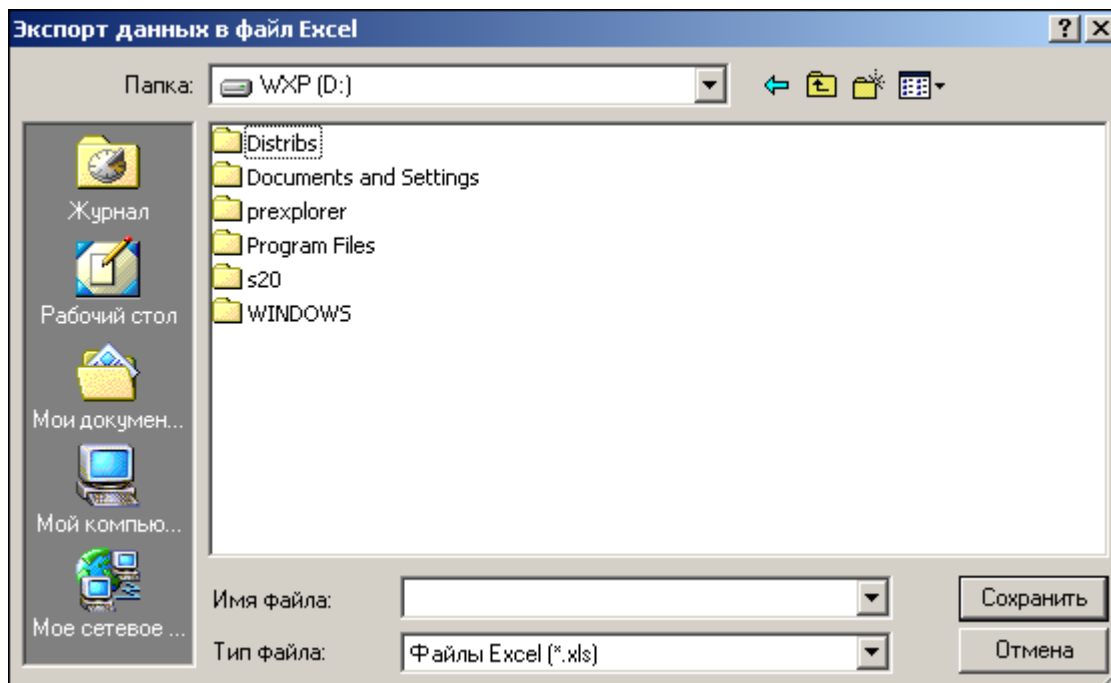 Экспорт данных в файл Excel
Папка: WXP (D:)
Журнал
Рабочий стол
Мои докумен...
Мой компью...
Мое сетевое ...
Distribs
Documents and Settings
prexplorer
Program Files
s20
WINDOWS
Имя файла:
Сохранить
Тип файла: Файлы Excel (*.xls)
Отмена